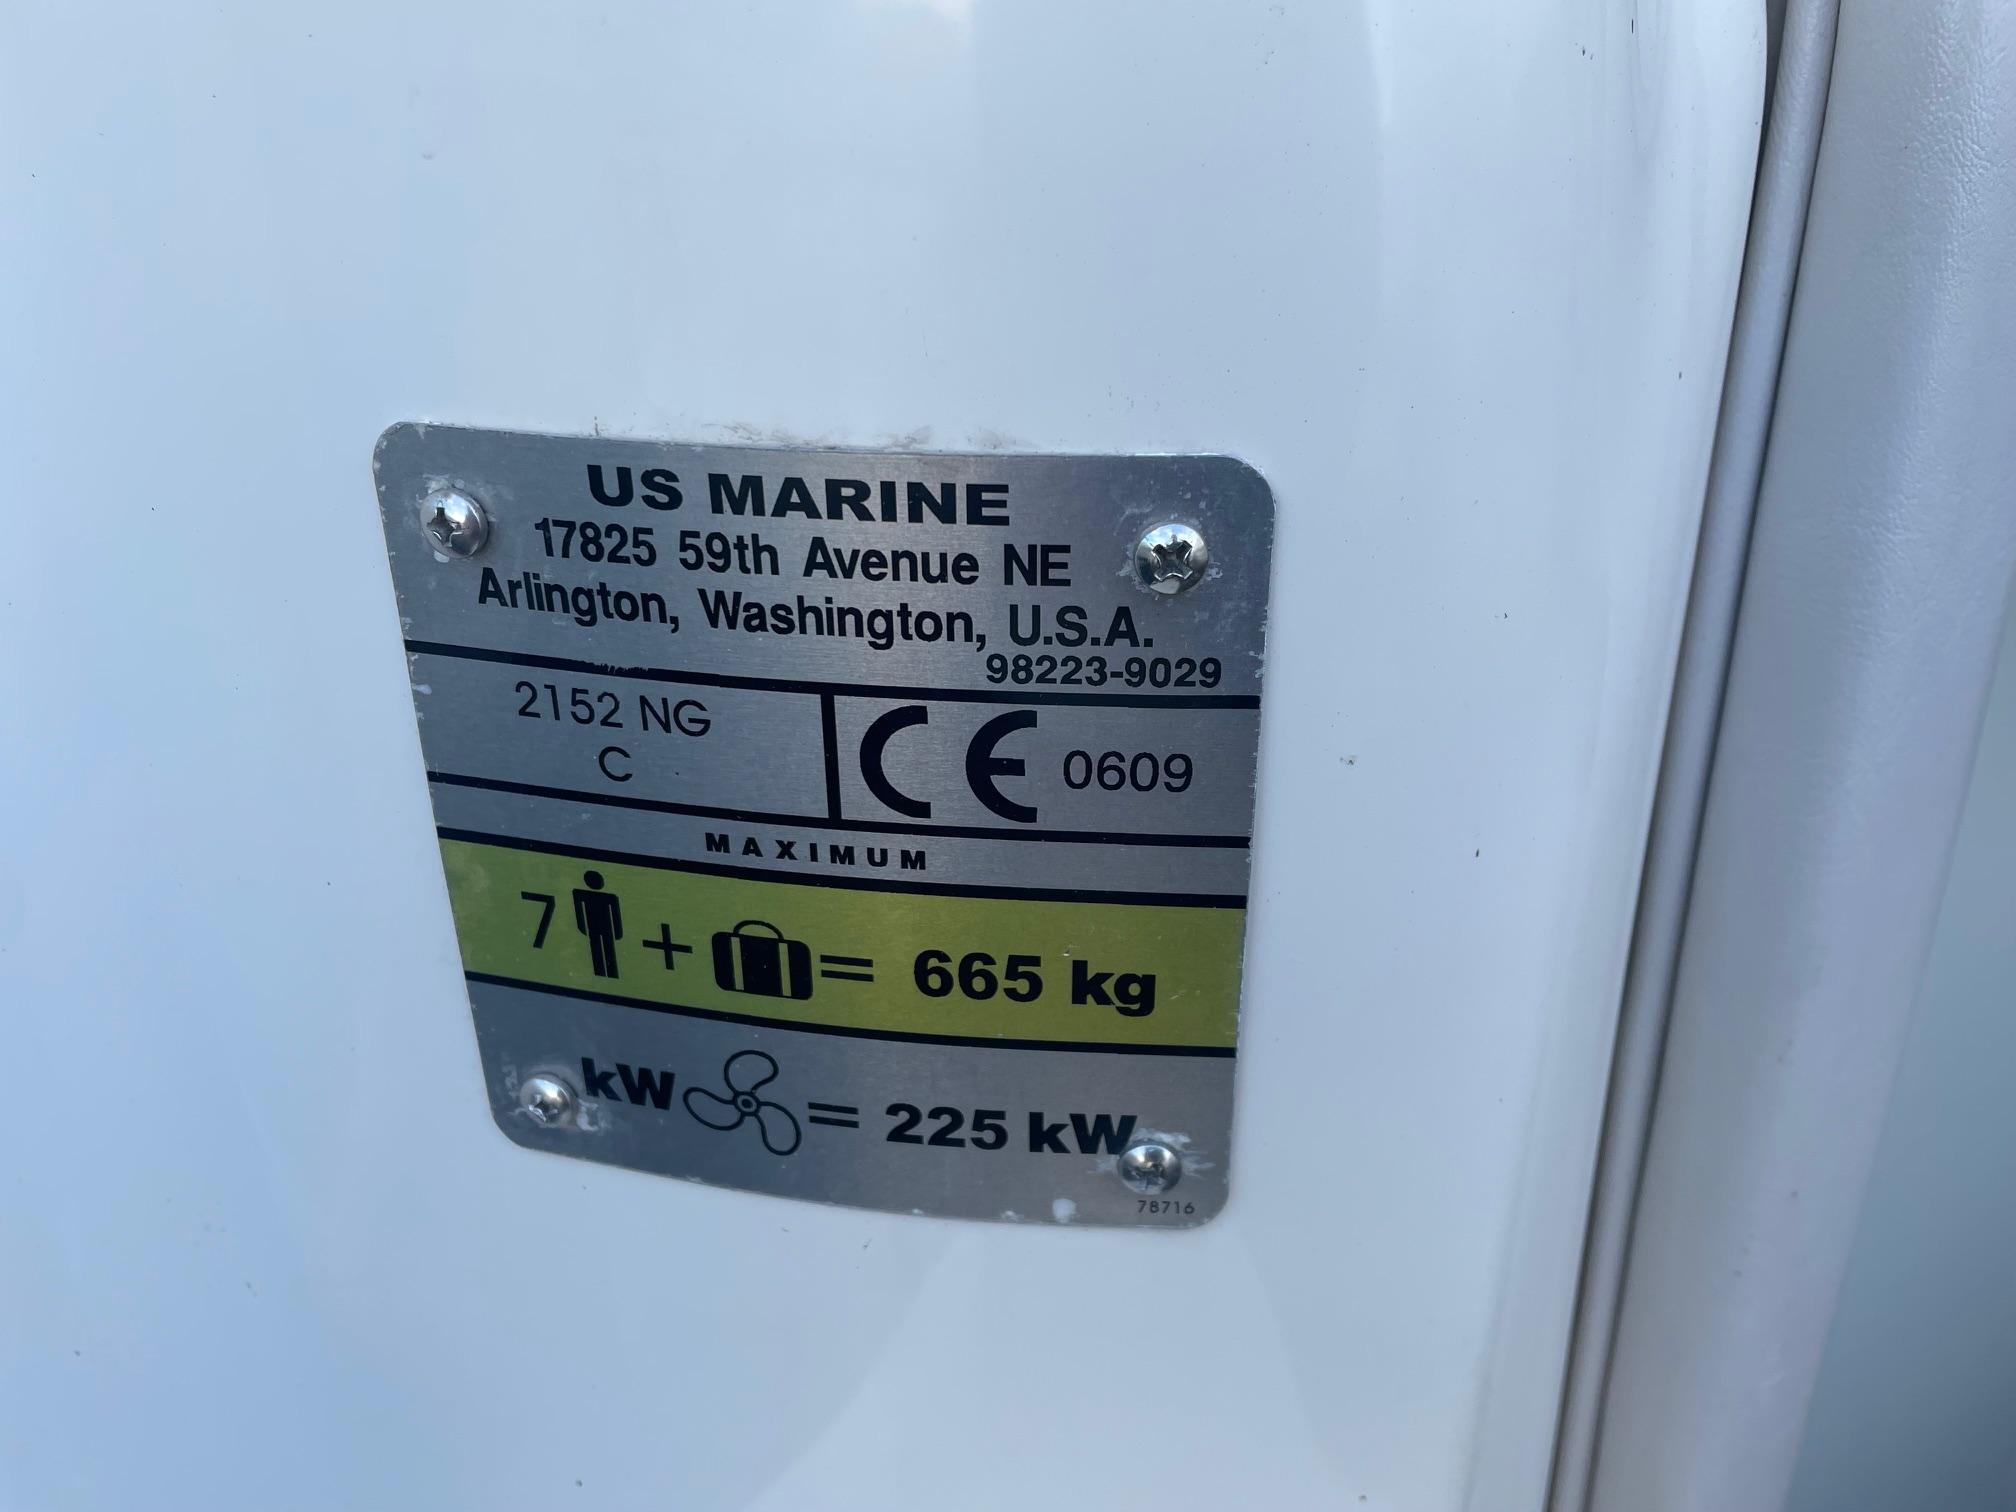 US MARINE
17825 59th Avenue NE
Arlington, Washington, U.S.A.
98223-9029
2152 NG
C
CE 0609
MAXIMUM
7 + = 665 kg
kW = 225 kW
78716